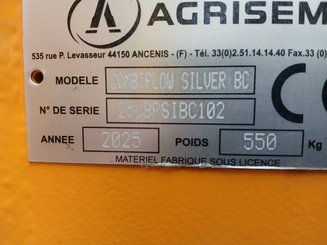 AGRISEM
535 rue P. Levasseur 44150 ANCENIS - (F) - Tél. 33(0)2.51.14.14.40 Fax.33 (0)
MODELE COMBIFLOW SILVER BC
N° DE SERIE
ANNEE 2025 POIDS 550 Kg
MATERIEL FABRIQUE SOUS LICENCE